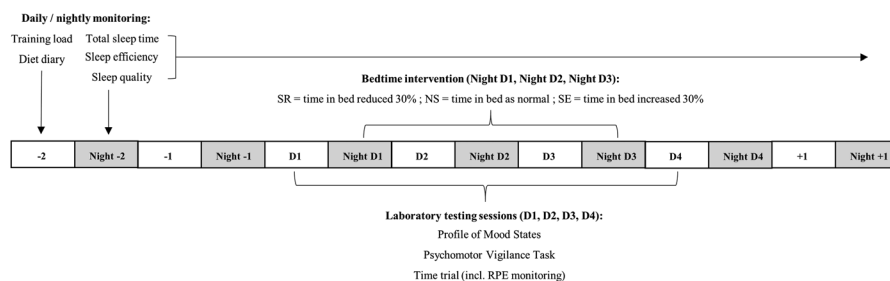 Daily / nightly monitoring:
Training load
Diet diary
Total sleep time
Sleep efficiency
Sleep quality
Bedtime intervention (Night D1, Night D2, Night D3):
SR = time in bed reduced 30% ; NS = time in bed as normal ; SE = time in bed increased 30%
-2 Night -2 -1 Night -1 D1 Night D1 D2 Night D2 D3 Night D3 D4 Night D4 +1 Night +1
Laboratory testing sessions (D1, D2, D3, D4):
Profile of Mood States
Psychomotor Vigilance Task
Time trial (incl. RPE monitoring)